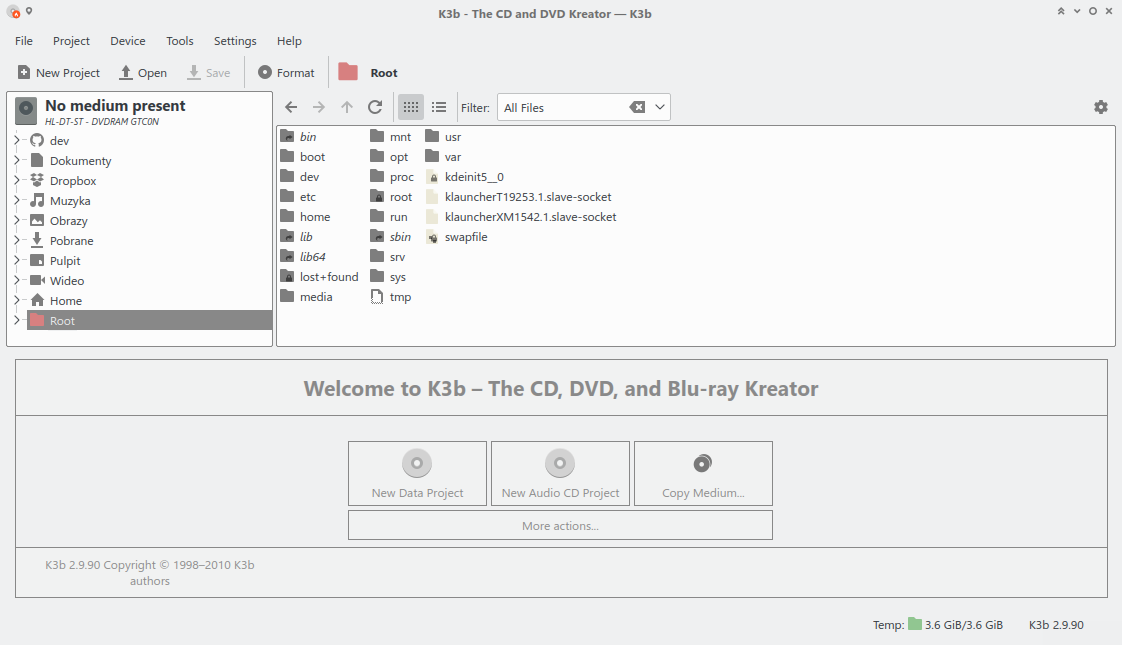 K3b - The CD and DVD Kreator — K3b
File Project Device Tools Settings Help
New Project Open Save Format Root
No medium present
HL-DT-ST - DVDRAM GTC0N
dev
Dokumenty
Dropbox
Muzyka
Obrazy
Pobrane
Pulpit
Wideo
Home
Root
Filter: All Files
bin mnt usr
boot opt var
dev proc kdeinit5__0
etc root klauncherT19253.1.slave-socket
home run klauncherXM1542.1.slave-socket
lib sbin swapfile
lib64 srv
lost+found sys
media tmp
Welcome to K3b – The CD, DVD, and Blu-ray Kreator
New Data Project New Audio CD Project Copy Medium...
More actions...
K3b 2.9.90 Copyright © 1998–2010 K3b
authors
Temp: 3.6 GiB/3.6 GiB K3b 2.9.90